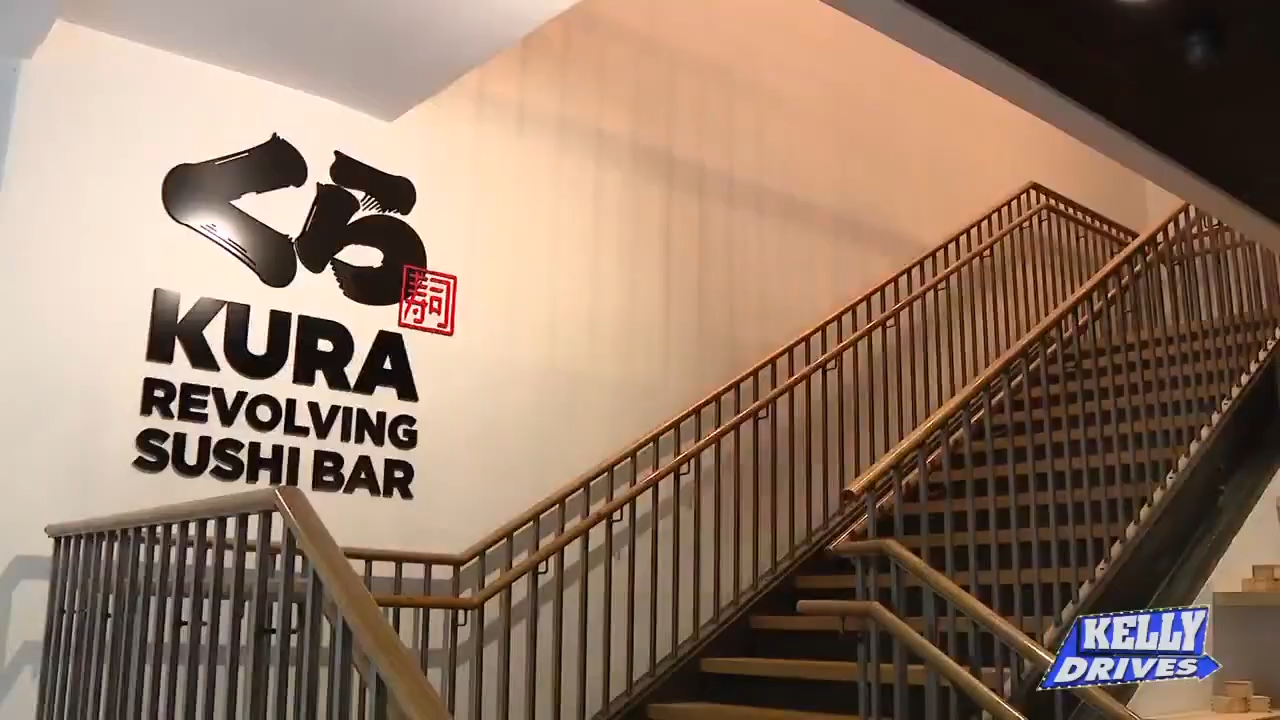 くら
寿司
KURA
REVOLVING
SUSHI BAR
KELLY
DRIVES